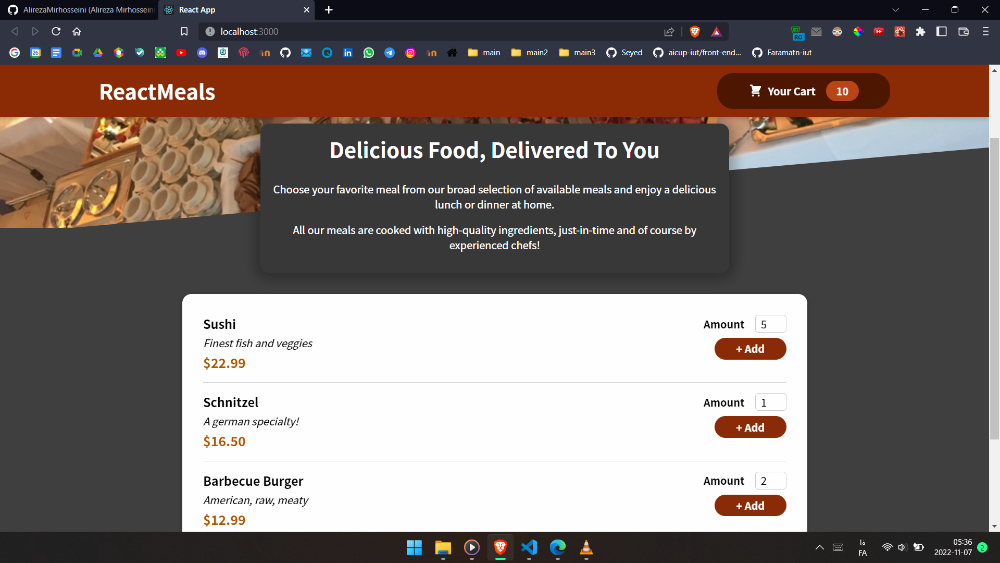 AlirezaMirhosseini (Alireza Mirhosseini
React App
localhost:3000
main
main2
main3
Seyed
aicup-iut/front-end...
Faramatn-iut
ReactMeals
Your Cart 10
Delicious Food, Delivered To You
Choose your favorite meal from our broad selection of available meals and enjoy a delicious
lunch or dinner at home.
All our meals are cooked with high-quality ingredients, just-in-time and of course by
experienced chefs!
Sushi
Finest fish and veggies
$22.99
Amount 5
+ Add
Schnitzel
A german specialty!
$16.50
Amount 1
+ Add
Barbecue Burger
American, raw, meaty
$12.99
Amount 2
+ Add
فا
FA
05:36
2022-11-07
2